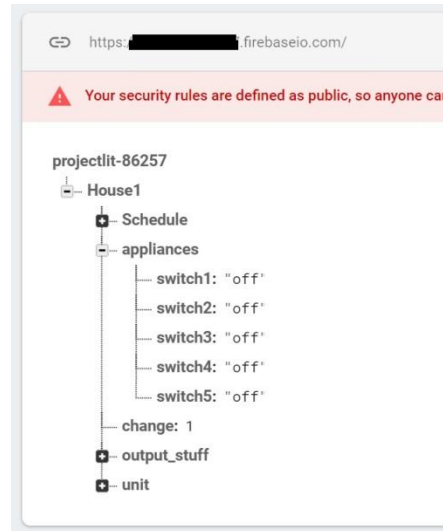 https:/ .firebaseio.com/
Your security rules are defined as public, so anyone can
projectlit-86257
House1
Schedule
appliances
switch1: "off"
switch2: "off"
switch3: "off"
switch4: "off"
switch5: "off"
change: 1
output_stuff
unit